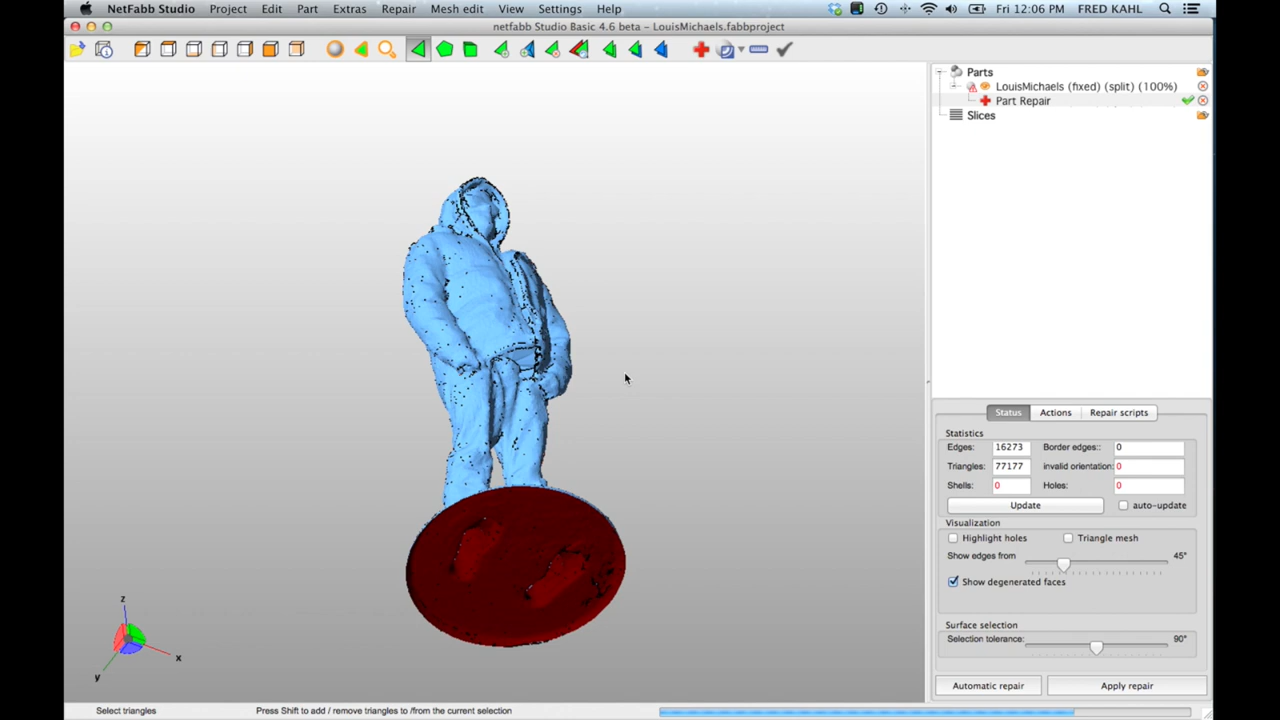 NetFabb Studio Project Edit Part Extras Repair Mesh edit View Settings Help Fri 12:06 PM FRED KAHL
netfabb Studio Basic 4.6 beta – LouisMichaels.fabbproject
Parts
LouisMichaels (fixed) (split) (100%)
Part Repair
Slices
Status Actions Repair scripts
Statistics
Edges: 16273 Border edges:: 0
Triangles: 77177 invalid orientation: 0
Shells: 0 Holes: 0
Update auto-update
Visualization
Highlight holes Triangle mesh
Show edges from 45°
Show degenerated faces
Surface selection
Selection tolerance: 90°
Automatic repair Apply repair
z
x
y
Select triangles Press Shift to add / remove triangles to /from the current selection